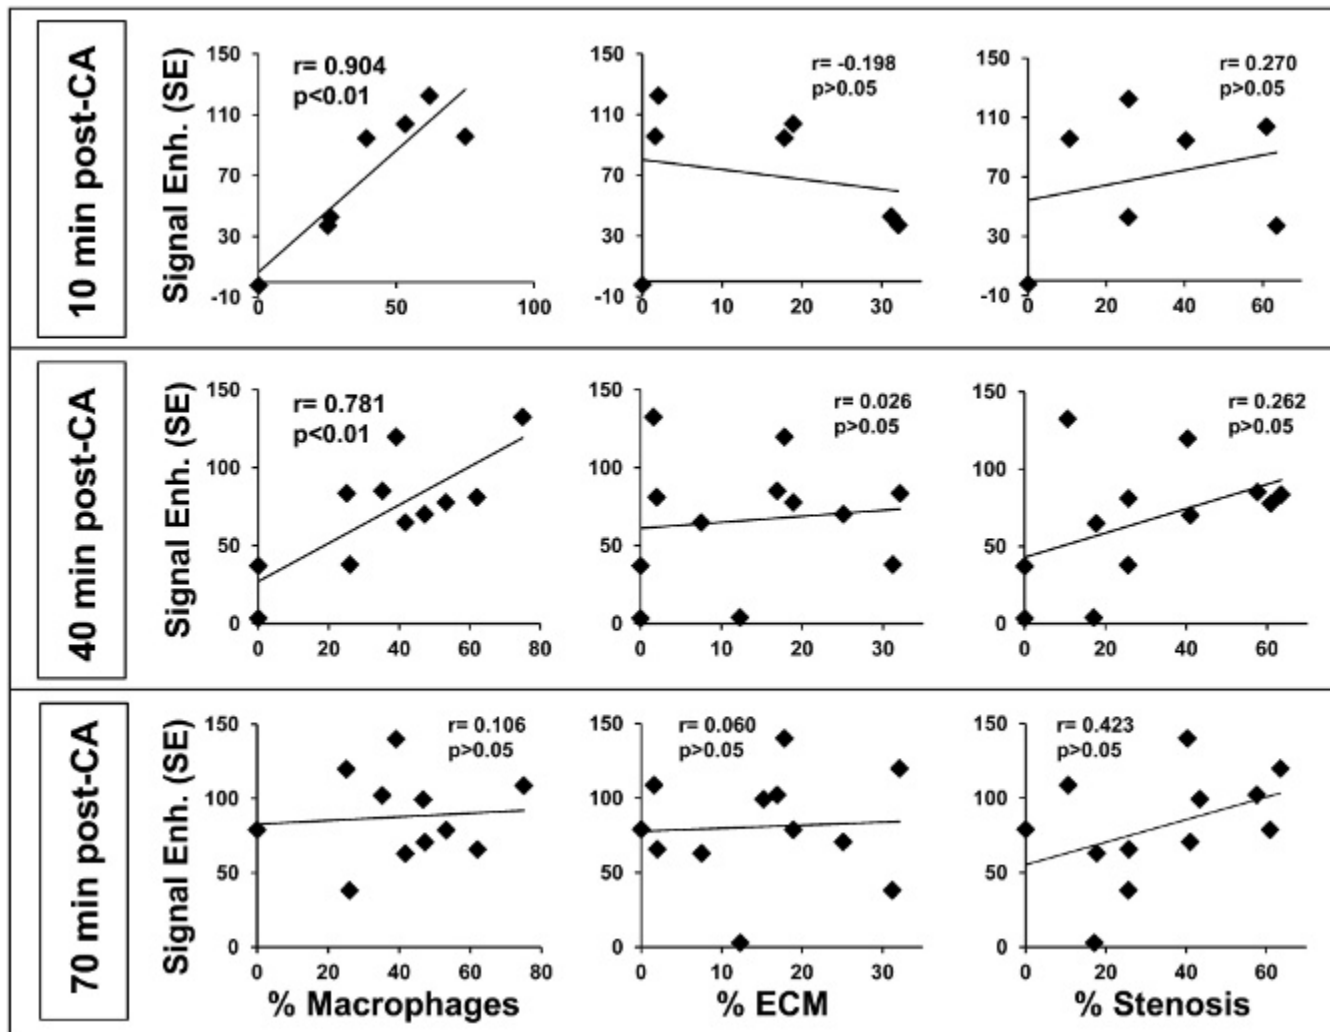 10 min post-CA
Signal Enh. (SE)
150
110
70
30
-10
0
50
100
r= 0.904
p<0.01
150
110
70
30
-10
0
10
20
30
r= -0.198
p>0.05
150
110
70
30
-10
0
20
40
60
r= 0.270
p>0.05
40 min post-CA
Signal Enh. (SE)
150
100
50
0
0
20
40
60
80
r= 0.781
p<0.01
150
100
50
0
0
10
20
30
r= 0.026
p>0.05
150
100
50
0
0
20
40
60
r= 0.262
p>0.05
70 min post-CA
Signal Enh. (SE)
150
100
50
0
0
20
40
60
80
r= 0.106
p>0.05
% Macrophages
150
100
50
0
0
10
20
30
r= 0.060
p>0.05
% ECM
150
100
50
0
0
20
40
60
r= 0.423
p>0.05
% Stenosis